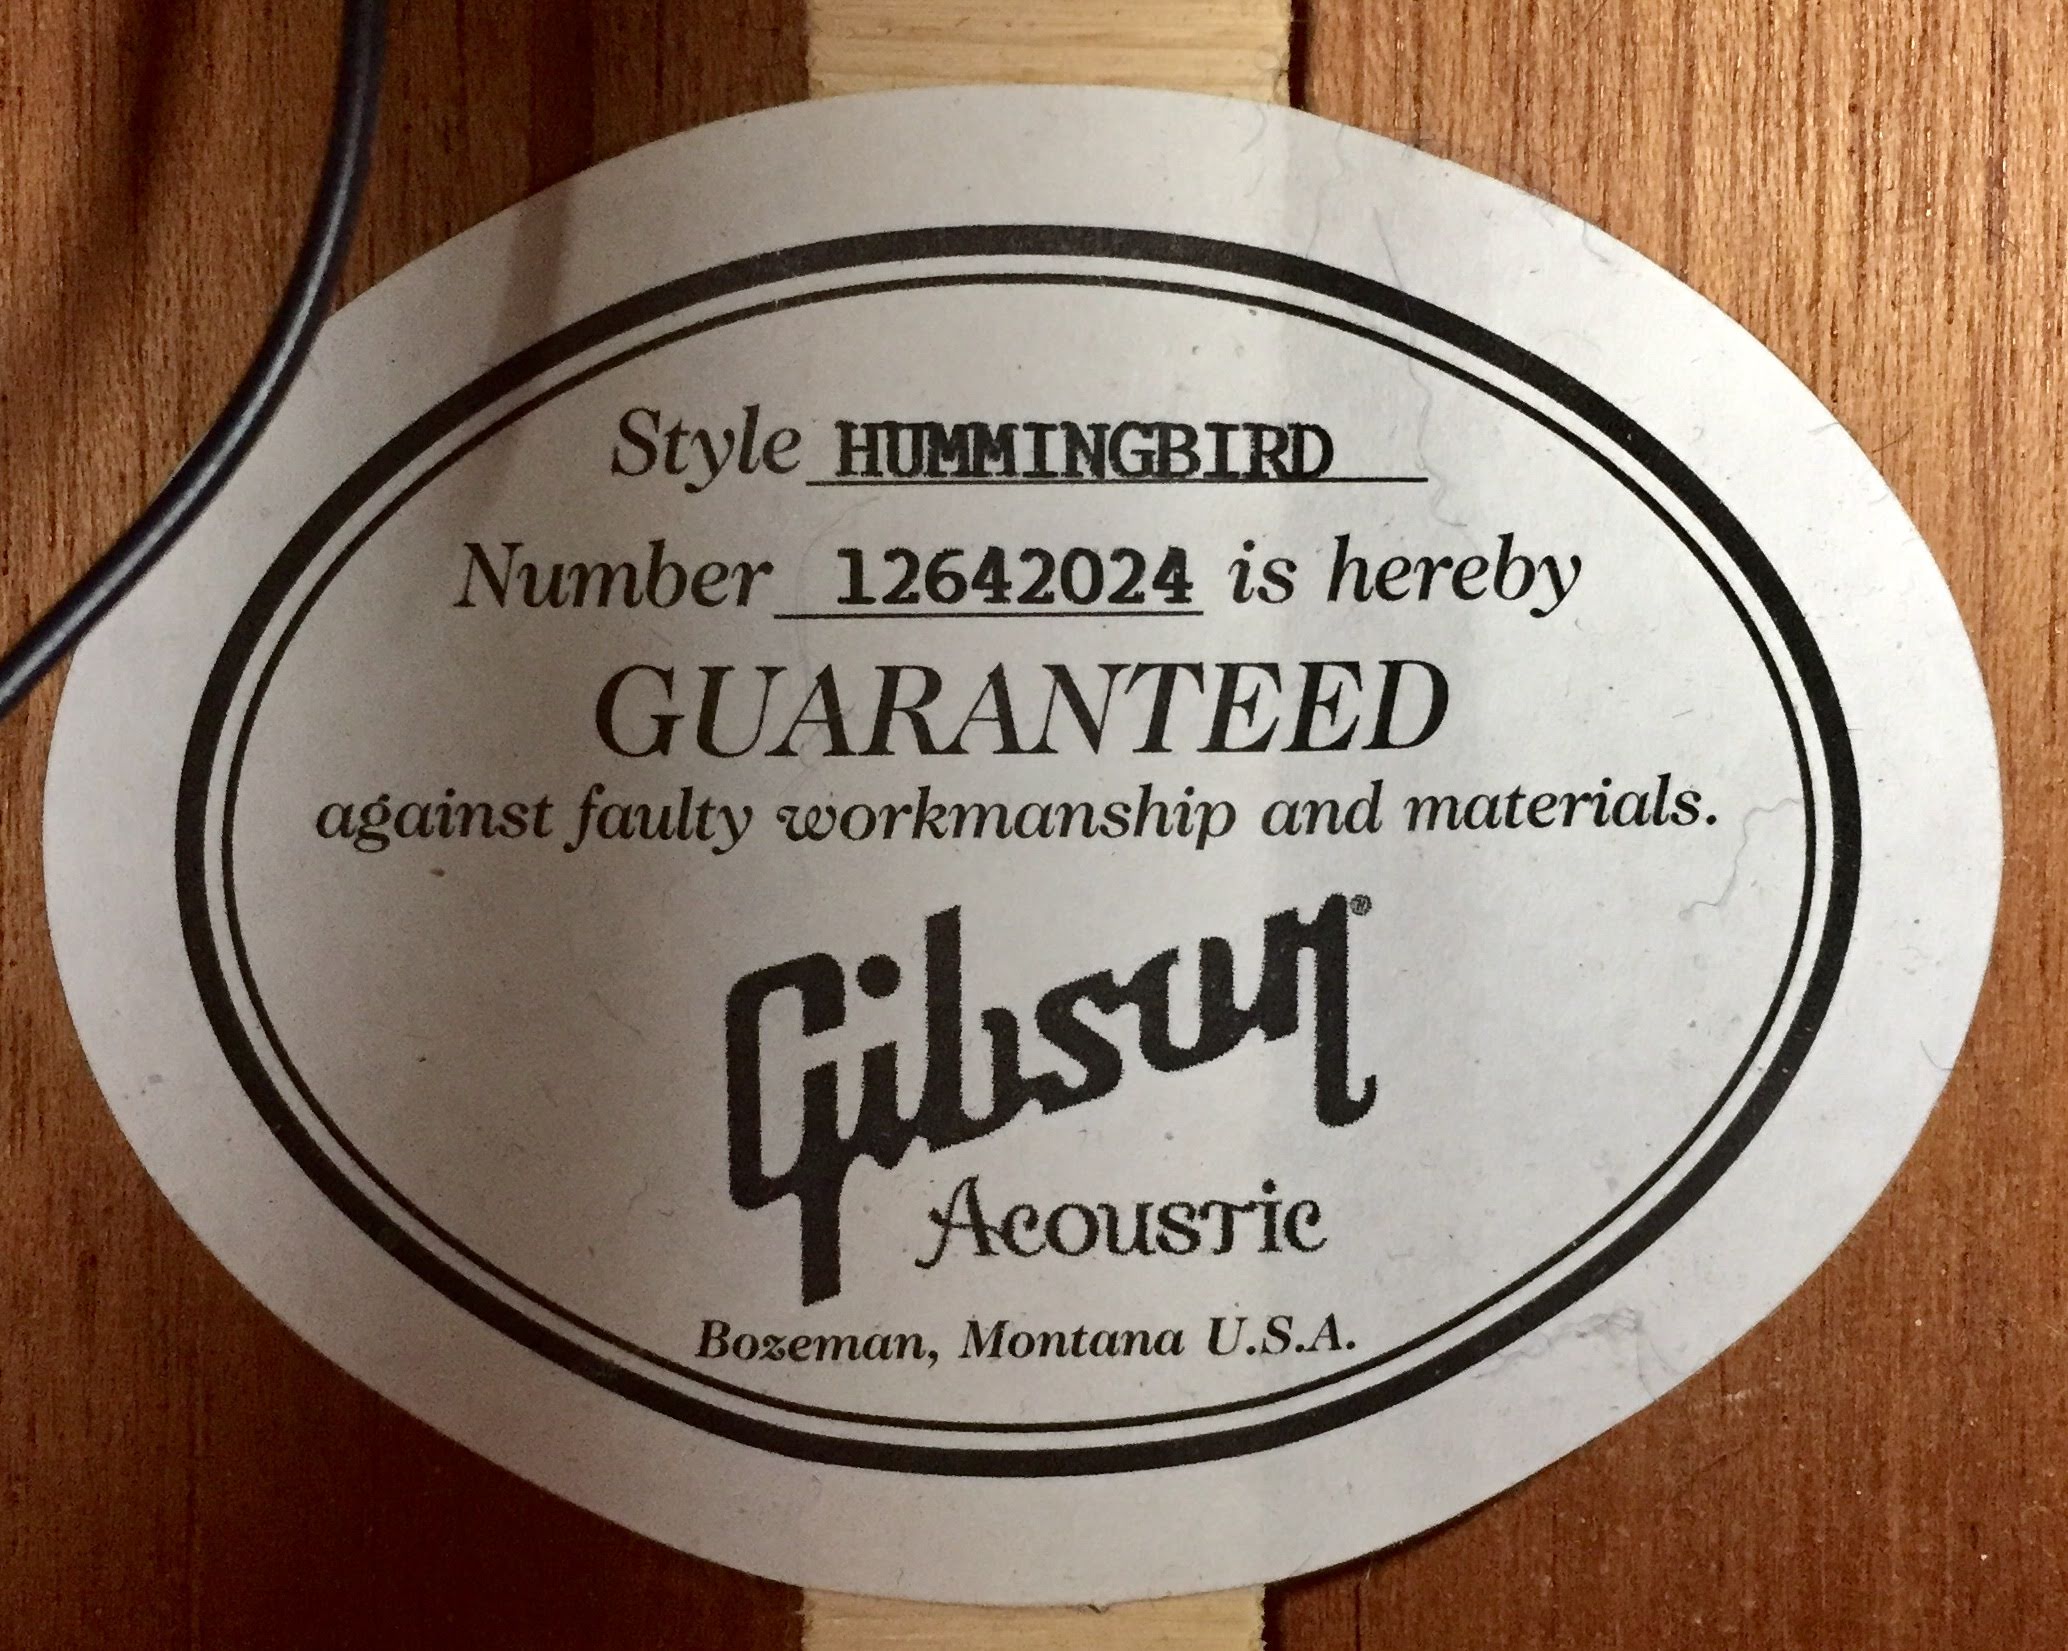 Style HUMMINGBIRD
Number 12642024 is hereby
GUARANTEED
against faulty workmanship and materials.
Gibson®
Acoustic
Bozeman, Montana U.S.A.